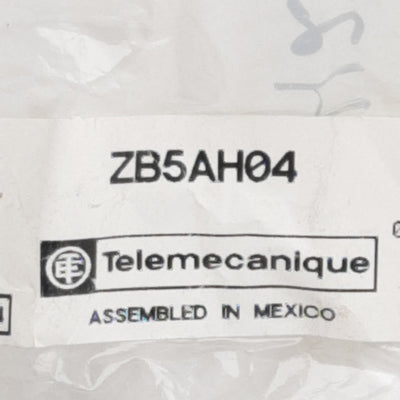 ZB5AH04
Telemecanique
ASSEMBLED IN MEXICO